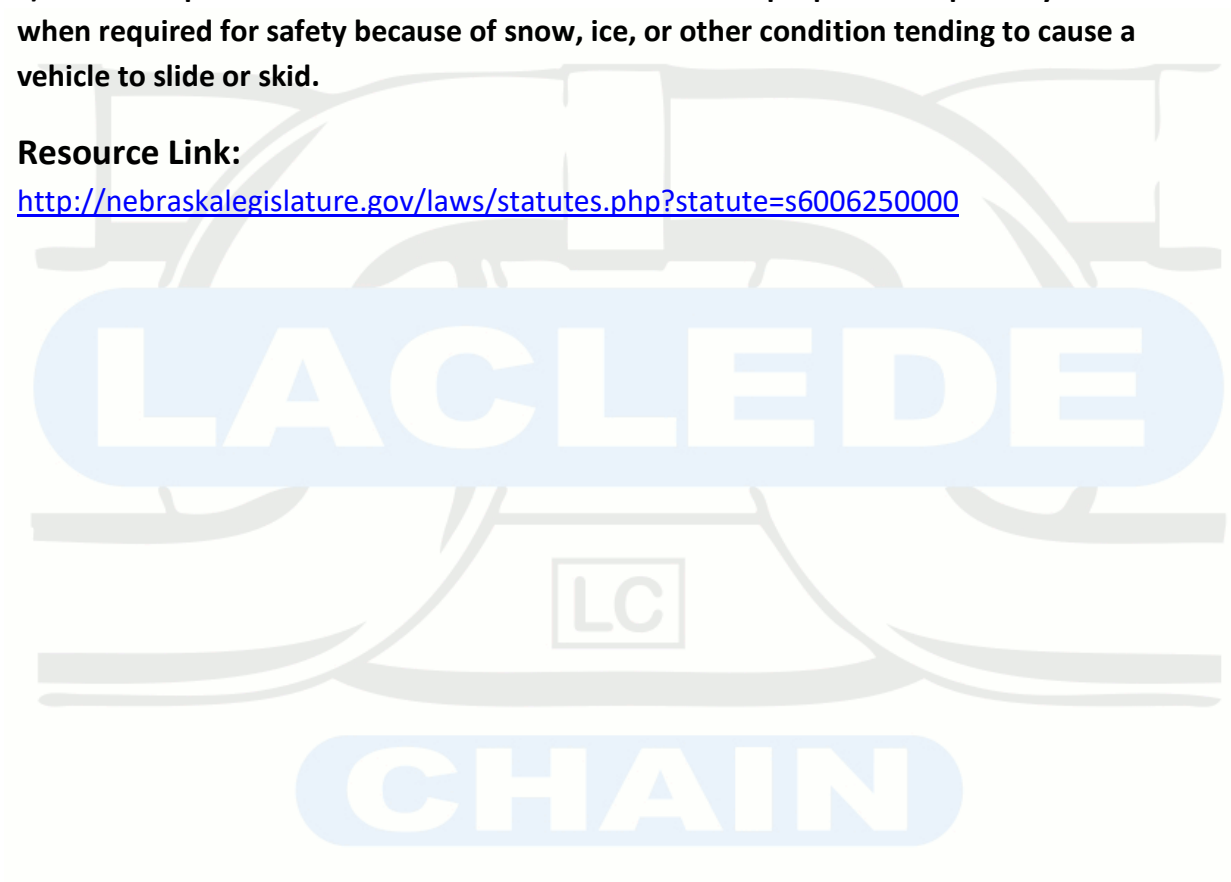 when required for safety because of snow, ice, or other condition tending to cause a
vehicle to slide or skid.
Resource Link:
http://nebraskalegislature.gov/laws/statutes.php?statute=s6006250000
LACLEDE
LC
CHAIN